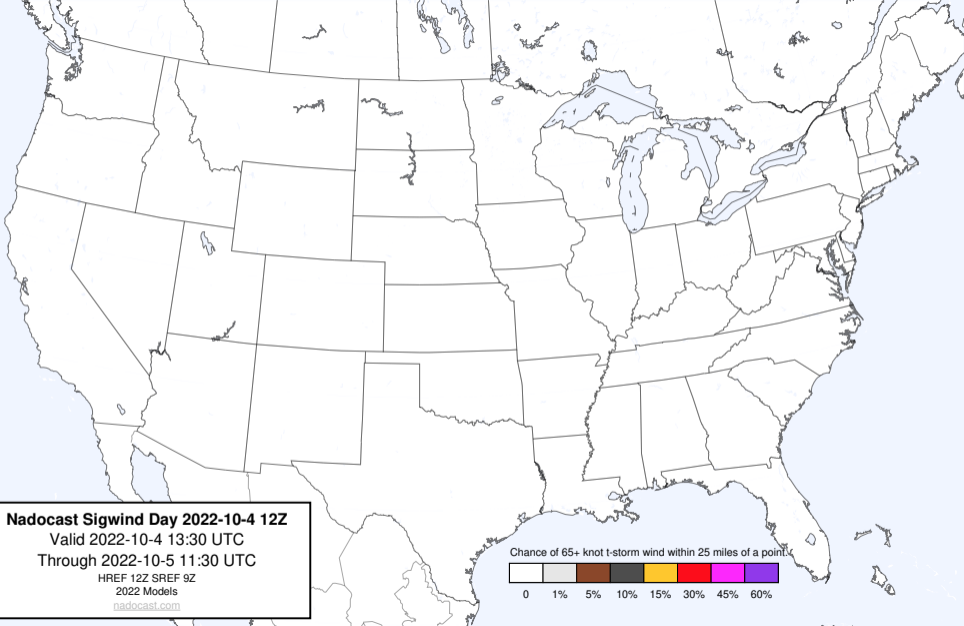 Nadocast Sigwind Day 2022-10-4 12Z
Valid 2022-10-4 13:30 UTC
Through 2022-10-5 11:30 UTC
HREF 12Z SREF 9Z
2022 Models
nadocast.com
Chance of 65+ knot t-storm wind within 25 miles of a point.
0 1% 5% 10% 15% 30% 45% 60%